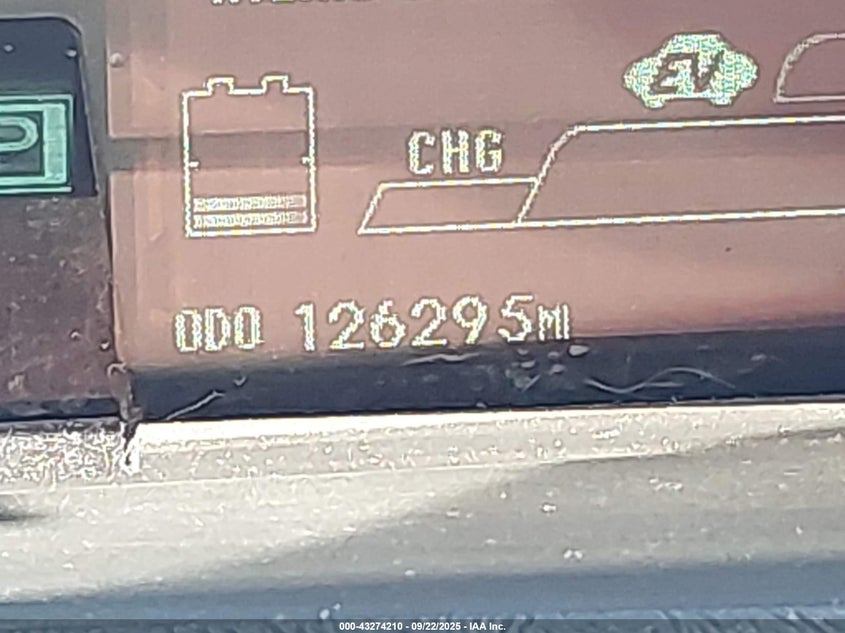 EV
P
CHG
ODO 126295MI
000-43274210 - 09/22/2025 - IAA Inc.